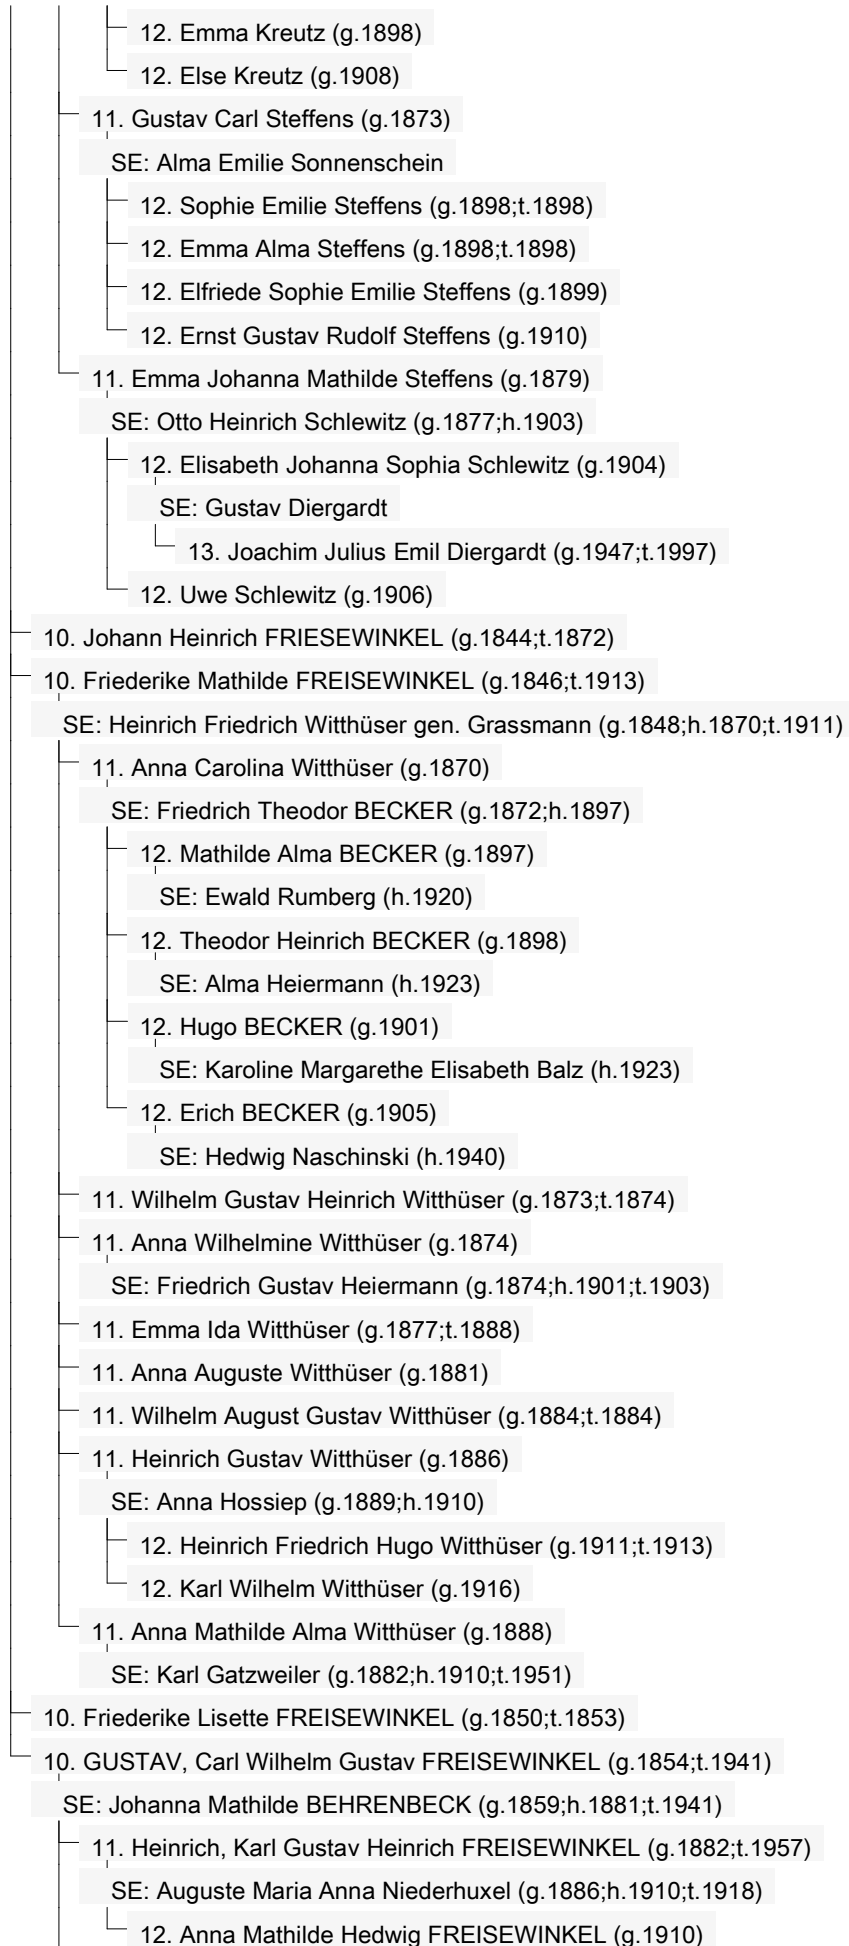 12. Emma Kreutz (g.1898)
12. Else Kreutz (g.1908)
11. Gustav Carl Steffens (g.1873)
SE: Alma Emilie Sonnenschein
12. Sophie Emilie Steffens (g.1898;t.1898)
12. Emma Alma Steffens (g.1898;t.1898)
12. Elfriede Sophie Emilie Steffens (g.1899)
12. Ernst Gustav Rudolf Steffens (g.1910)
11. Emma Johanna Mathilde Steffens (g.1879)
SE: Otto Heinrich Schlewitz (g.1877;h.1903)
12. Elisabeth Johanna Sophia Schlewitz (g.1904)
SE: Gustav Diergardt
13. Joachim Julius Emil Diergardt (g.1947;t.1997)
12. Uwe Schlewitz (g.1906)
10. Johann Heinrich FRIESEWINKEL (g.1844;t.1872)
10. Friederike Mathilde FREISEWINKEL (g.1846;t.1913)
SE: Heinrich Friedrich Witthüser gen. Grassmann (g.1848;h.1870;t.1911)
11. Anna Carolina Witthüser (g.1870)
SE: Friedrich Theodor BECKER (g.1872;h.1897)
12. Mathilde Alma BECKER (g.1897)
SE: Ewald Rumberg (h.1920)
12. Theodor Heinrich BECKER (g.1898)
SE: Alma Heiermann (h.1923)
12. Hugo BECKER (g.1901)
SE: Karoline Margarethe Elisabeth Balz (h.1923)
12. Erich BECKER (g.1905)
SE: Hedwig Naschinski (h.1940)
11. Wilhelm Gustav Heinrich Witthüser (g.1873;t.1874)
11. Anna Wilhelmine Witthüser (g.1874)
SE: Friedrich Gustav Heiermann (g.1874;h.1901;t.1903)
11. Emma Ida Witthüser (g.1877;t.1888)
11. Anna Auguste Witthüser (g.1881)
11. Wilhelm August Gustav Witthüser (g.1884;t.1884)
11. Heinrich Gustav Witthüser (g.1886)
SE: Anna Hossiep (g.1889;h.1910)
12. Heinrich Friedrich Hugo Witthüser (g.1911;t.1913)
12. Karl Wilhelm Witthüser (g.1916)
11. Anna Mathilde Alma Witthüser (g.1888)
SE: Karl Gatzweiler (g.1882;h.1910;t.1951)
10. Friederike Lisette FREISEWINKEL (g.1850;t.1853)
10. GUSTAV, Carl Wilhelm Gustav FREISEWINKEL (g.1854;t.1941)
SE: Johanna Mathilde BEHRENBECK (g.1859;h.1881;t.1941)
11. Heinrich, Karl Gustav Heinrich FREISEWINKEL (g.1882;t.1957)
SE: Auguste Maria Anna Niederhuxel (g.1886;h.1910;t.1918)
12. Anna Mathilde Hedwig FREISEWINKEL (g.1910)